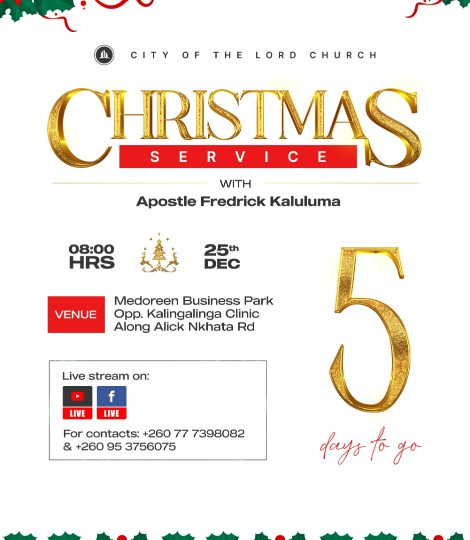 CITY OF THE LORD CHURCH
CHRISTMAS
SERVICE
WITH
Apostle Fredrick Kaluluma
08:00
HRS
25th
DEC
VENUE
Medoreen Business Park
Opp. Kalingalinga Clinic
Along Alick Nkhata Rd
5
days to go
Live stream on:
LIVE LIVE
For contacts: +260 77 7398082
& +260 95 3756075